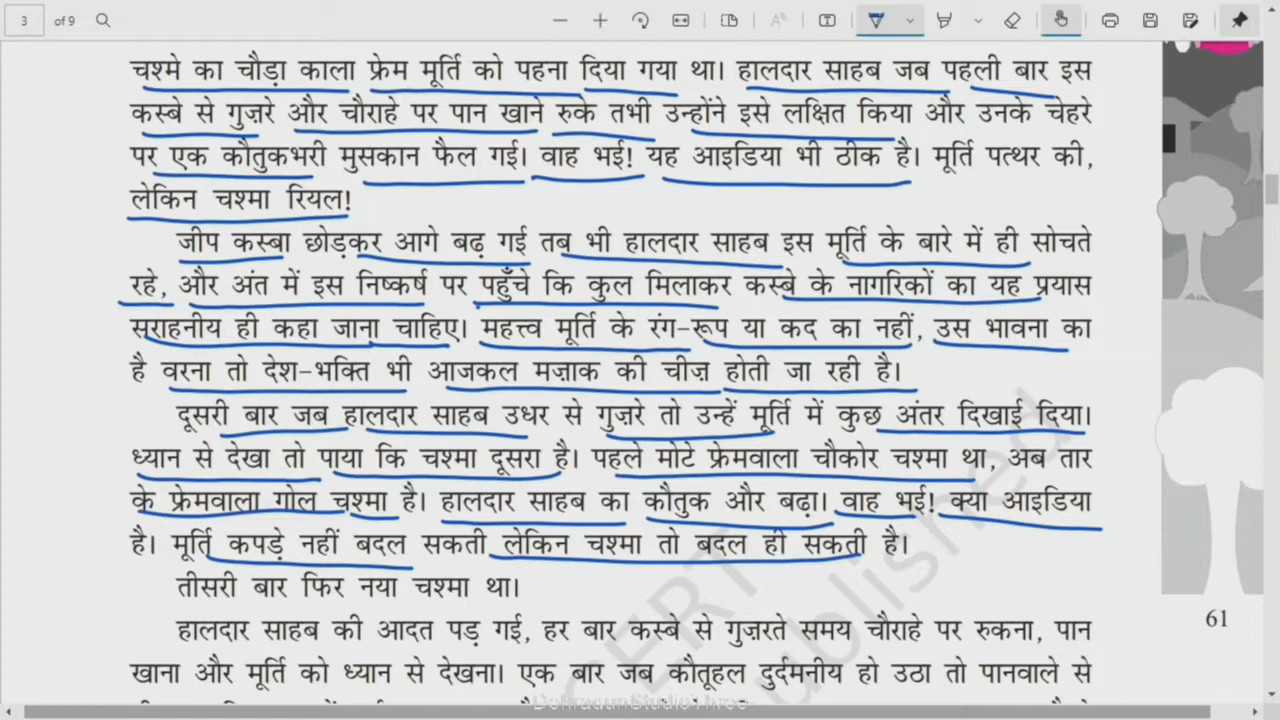 3 of 9
चश्मे का चौड़ा काला फ्रेम मूर्ति को पहना दिया गया था। हालदार साहब जब पहली बार इस
कस्बे से गुज़रे और चौराहे पर पान खाने रुके तभी उन्होंने इसे लक्षित किया और उनके चेहरे
पर एक कौतुकभरी मुसकान फैल गई। वाह भई! यह आइडिया भी ठीक है। मूर्ति पत्थर की,
लेकिन चश्मा रियल!
जीप कस्बा छोड़कर आगे बढ़ गई तब भी हालदार साहब इस मूर्ति के बारे में ही सोचते
रहे, और अंत में इस निष्कर्ष पर पहुँचे कि कुल मिलाकर कस्बे के नागरिकों का यह प्रयास
सराहनीय ही कहा जाना चाहिए। महत्त्व मूर्ति के रंग-रूप या कद का नहीं, उस भावना का
है वरना तो देश-भक्ति भी आजकल मज़ाक की चीज़ होती जा रही है।
दूसरी बार जब हालदार साहब उधर से गुज़रे तो उन्हें मूर्ति में कुछ अंतर दिखाई दिया।
ध्यान से देखा तो पाया कि चश्मा दूसरा है। पहले मोटे फ्रेमवाला चौकोर चश्मा था, अब तार
के फ्रेमवाला गोल चश्मा है। हालदार साहब का कौतुक और बढ़ा। वाह भई! क्या आइडिया
है। मूर्ति कपड़े नहीं बदल सकती लेकिन चश्मा तो बदल ही सकती है।
तीसरी बार फिर नया चश्मा था।
हालदार साहब की आदत पड़ गई, हर बार कस्बे से गुज़रते समय चौराहे पर रुकना, पान
खाना और मूर्ति को ध्यान से देखना। एक बार जब कौतूहल दुर्दमनीय हो उठा तो पानवाले से
61
DehradunStudioThree